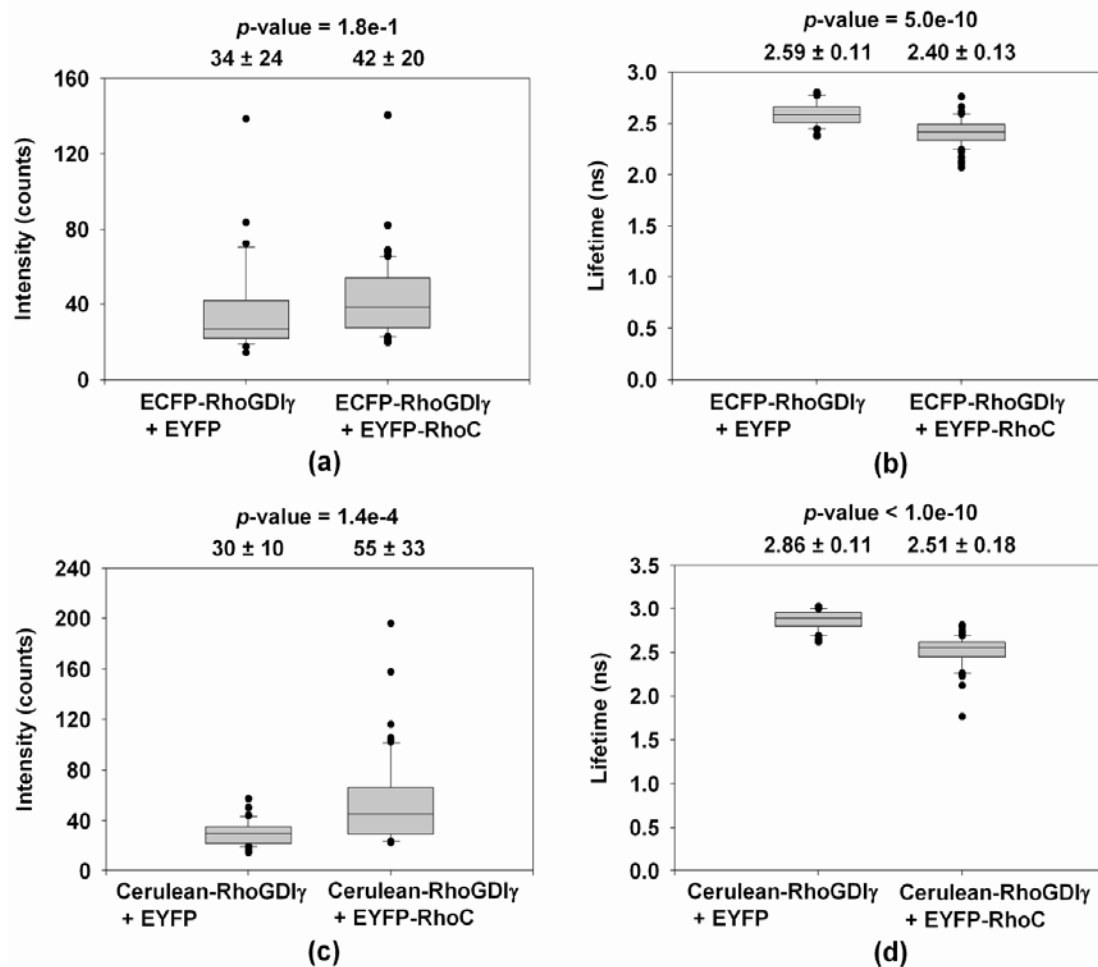 p-value = 1.8e-1
34 ± 24 42 ± 20
160
120
80
40
0
Intensity (counts)
ECFP-RhoGDIγ ECFP-RhoGDIγ
+ EYFP + EYFP-RhoC
(a)
p-value = 5.0e-10
2.59 ± 0.11 2.40 ± 0.13
3.0
2.5
2.0
1.5
1.0
0.5
0.0
Lifetime (ns)
ECFP-RhoGDIγ ECFP-RhoGDIγ
+ EYFP + EYFP-RhoC
(b)
p-value = 1.4e-4
30 ± 10 55 ± 33
240
200
160
120
80
40
0
Intensity (counts)
Cerulean-RhoGDIγ Cerulean-RhoGDIγ
+ EYFP + EYFP-RhoC
(c)
p-value < 1.0e-10
2.86 ± 0.11 2.51 ± 0.18
3.5
3.0
2.5
2.0
1.5
1.0
0.5
0.0
Lifetime (ns)
Cerulean-RhoGDIγ Cerulean-RhoGDIγ
+ EYFP + EYFP-RhoC
(d)